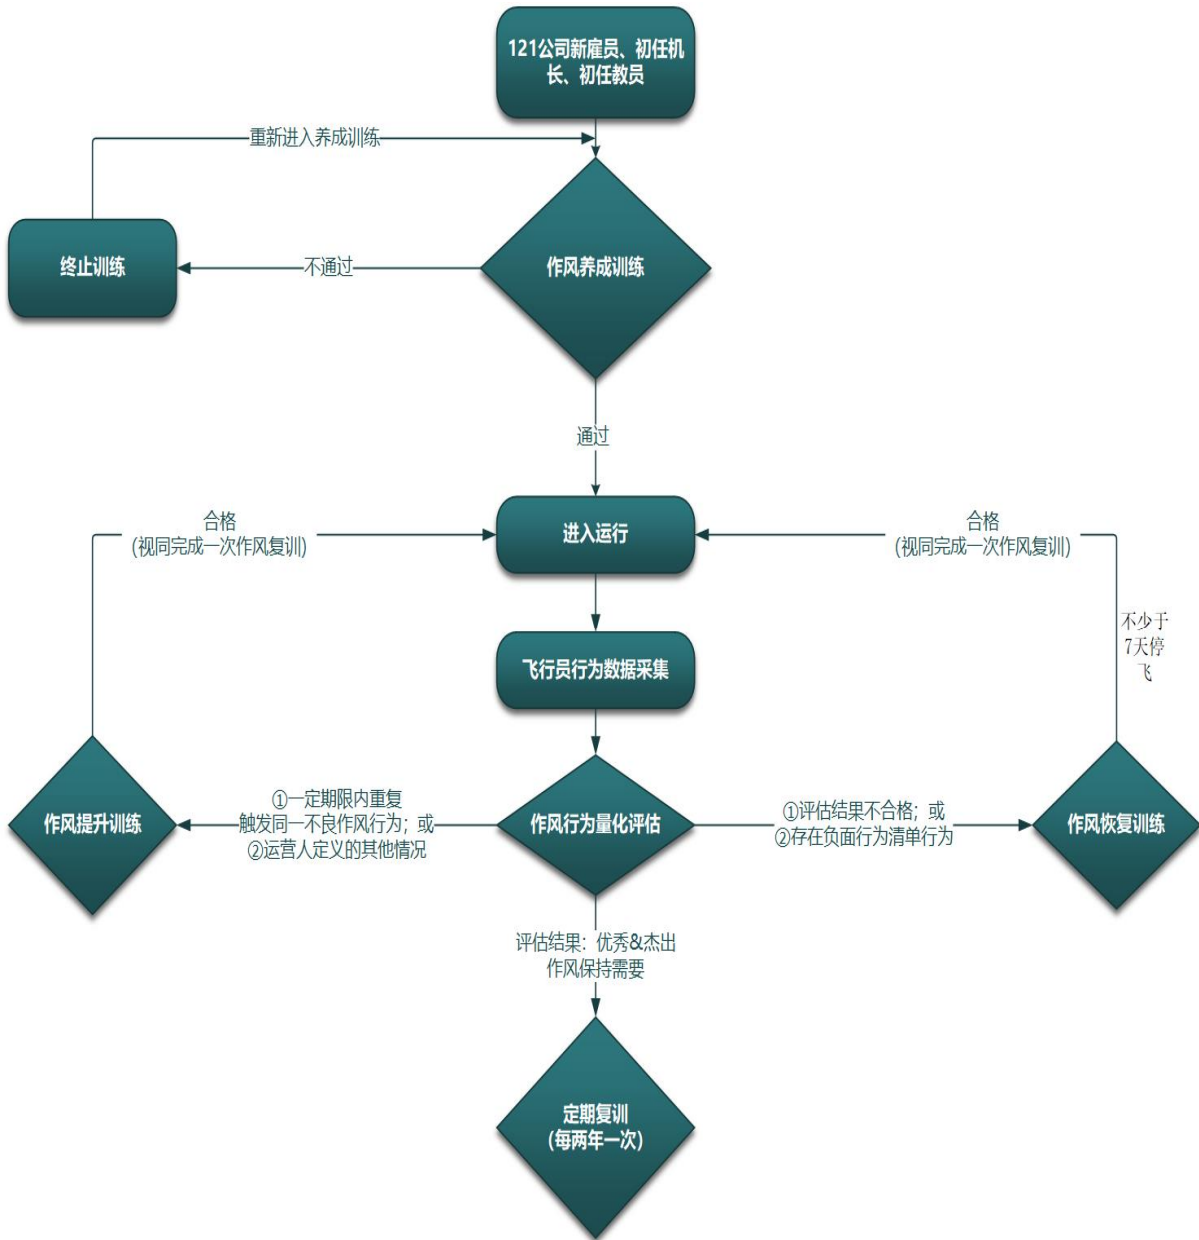 121公司新雇员、初任机
长、初任教员
重新进入养成训练
终止训练
不通过
作风养成训练
通过
合格
(视同完成一次作风复训)
进入运行
合格
(视同完成一次作风复训)
不少于
7天停
飞
飞行员行为数据采集
作风提升训练
①一定期限内重复
触发同一不良作风行为；或
②运营人定义的其他情况
作风行为量化评估
①评估结果不合格；或
②存在负面行为清单行为
作风恢复训练
评估结果：优秀&杰出
作风保持需要
定期复训
(每两年一次)